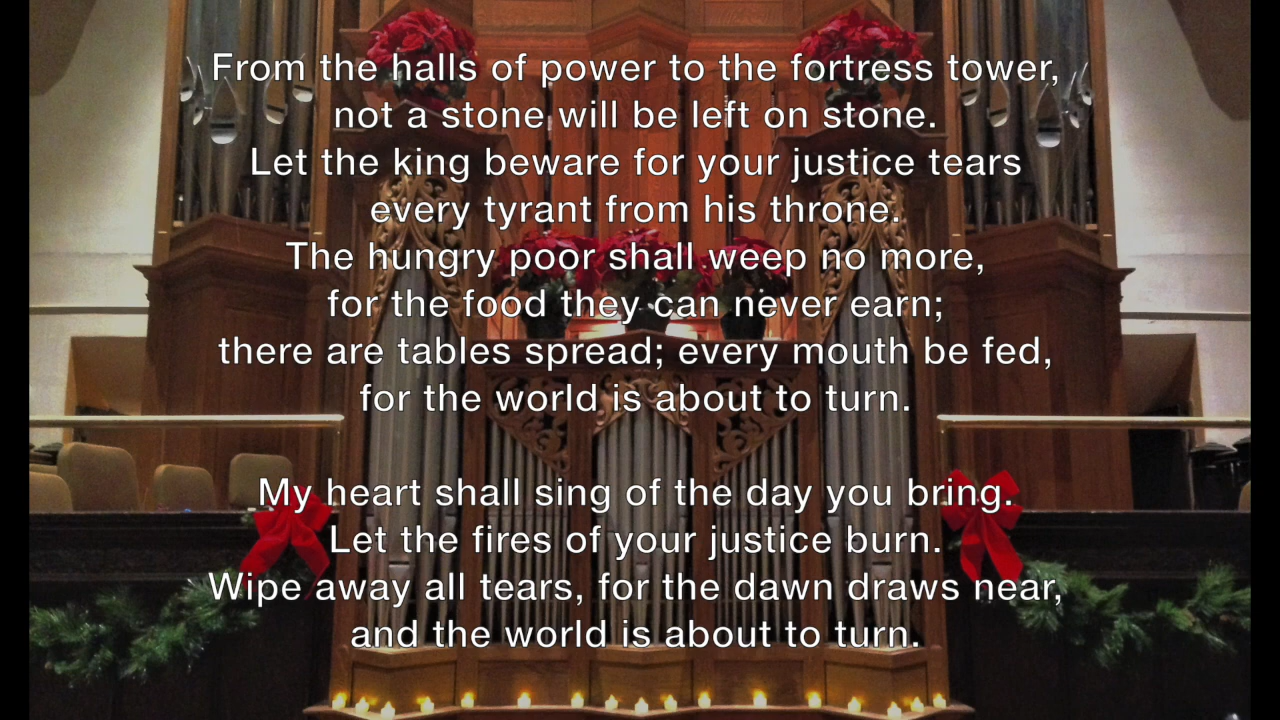 From the halls of power to the fortress tower,
not a stone will be left on stone.
Let the king beware for your justice tears
every tyrant from his throne.
The hungry poor shall weep no more,
for the food they can never earn;
there are tables spread; every mouth be fed,
for the world is about to turn.
My heart shall sing of the day you bring.
Let the fires of your justice burn.
Wipe away all tears, for the dawn draws near,
and the world is about to turn.